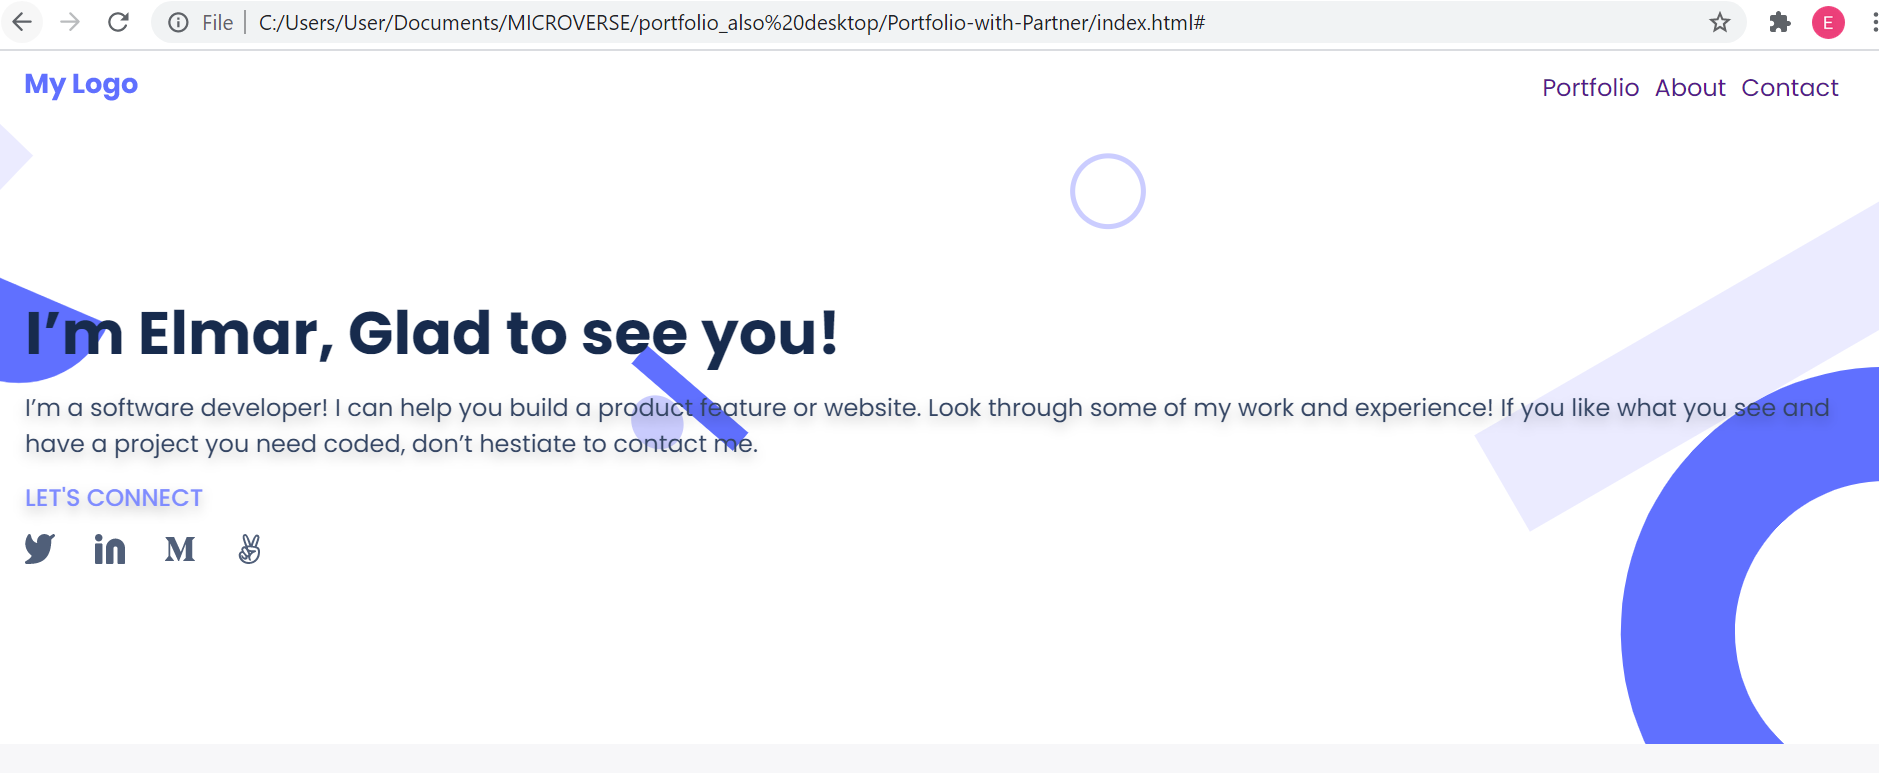 File C:/Users/User/Documents/MICROVERSE/portfolio_also%20desktop/Portfolio-with-Partner/index.html# E
My Logo Portfolio About Contact
I’m Elmar, Glad to see you!
I’m a software developer! I can help you build a product feature or website. Look through some of my work and experience! If you like what you see and
have a project you need coded, don’t hestiate to contact me.
LET'S CONNECT